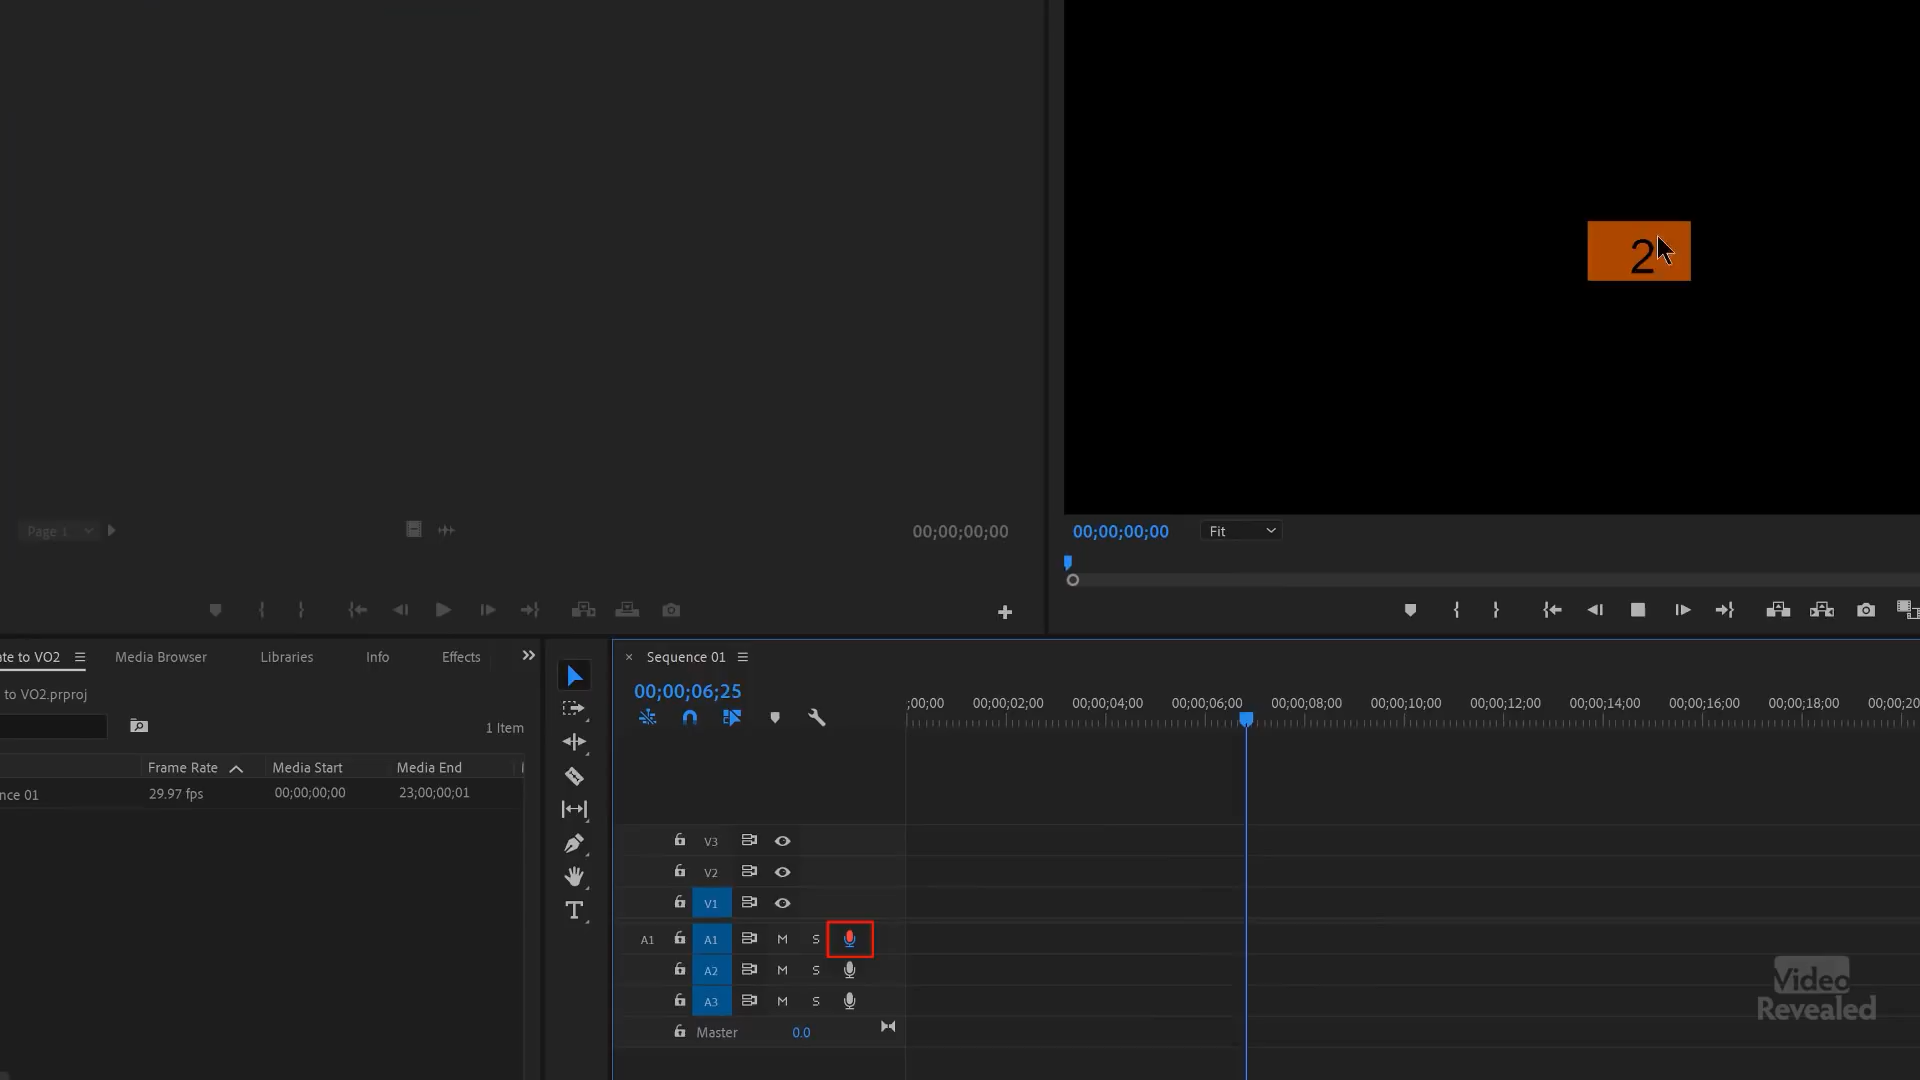 2
Page 1
00;00;00;00
00;00;00;00
Fit
ate to VO2
Media Browser
Libraries
Info
Effects
Sequence 01
to VO2.prproj
00;00;06;25
1 Item
;00;00
00;00;02;00
00;00;04;00
00;00;06;00
00;00;08;00
00;00;10;00
00;00;12;00
00;00;14;00
00;00;16;00
00;00;18;00
00;00;20
Frame Rate
Media Start
Media End
nce 01
29.97 fps
00;00;00;00
23;00;00;01
V3
V2
V1
A1 A1 M S
A2 M S
A3 M S
Master 0.0
Video
Revealed